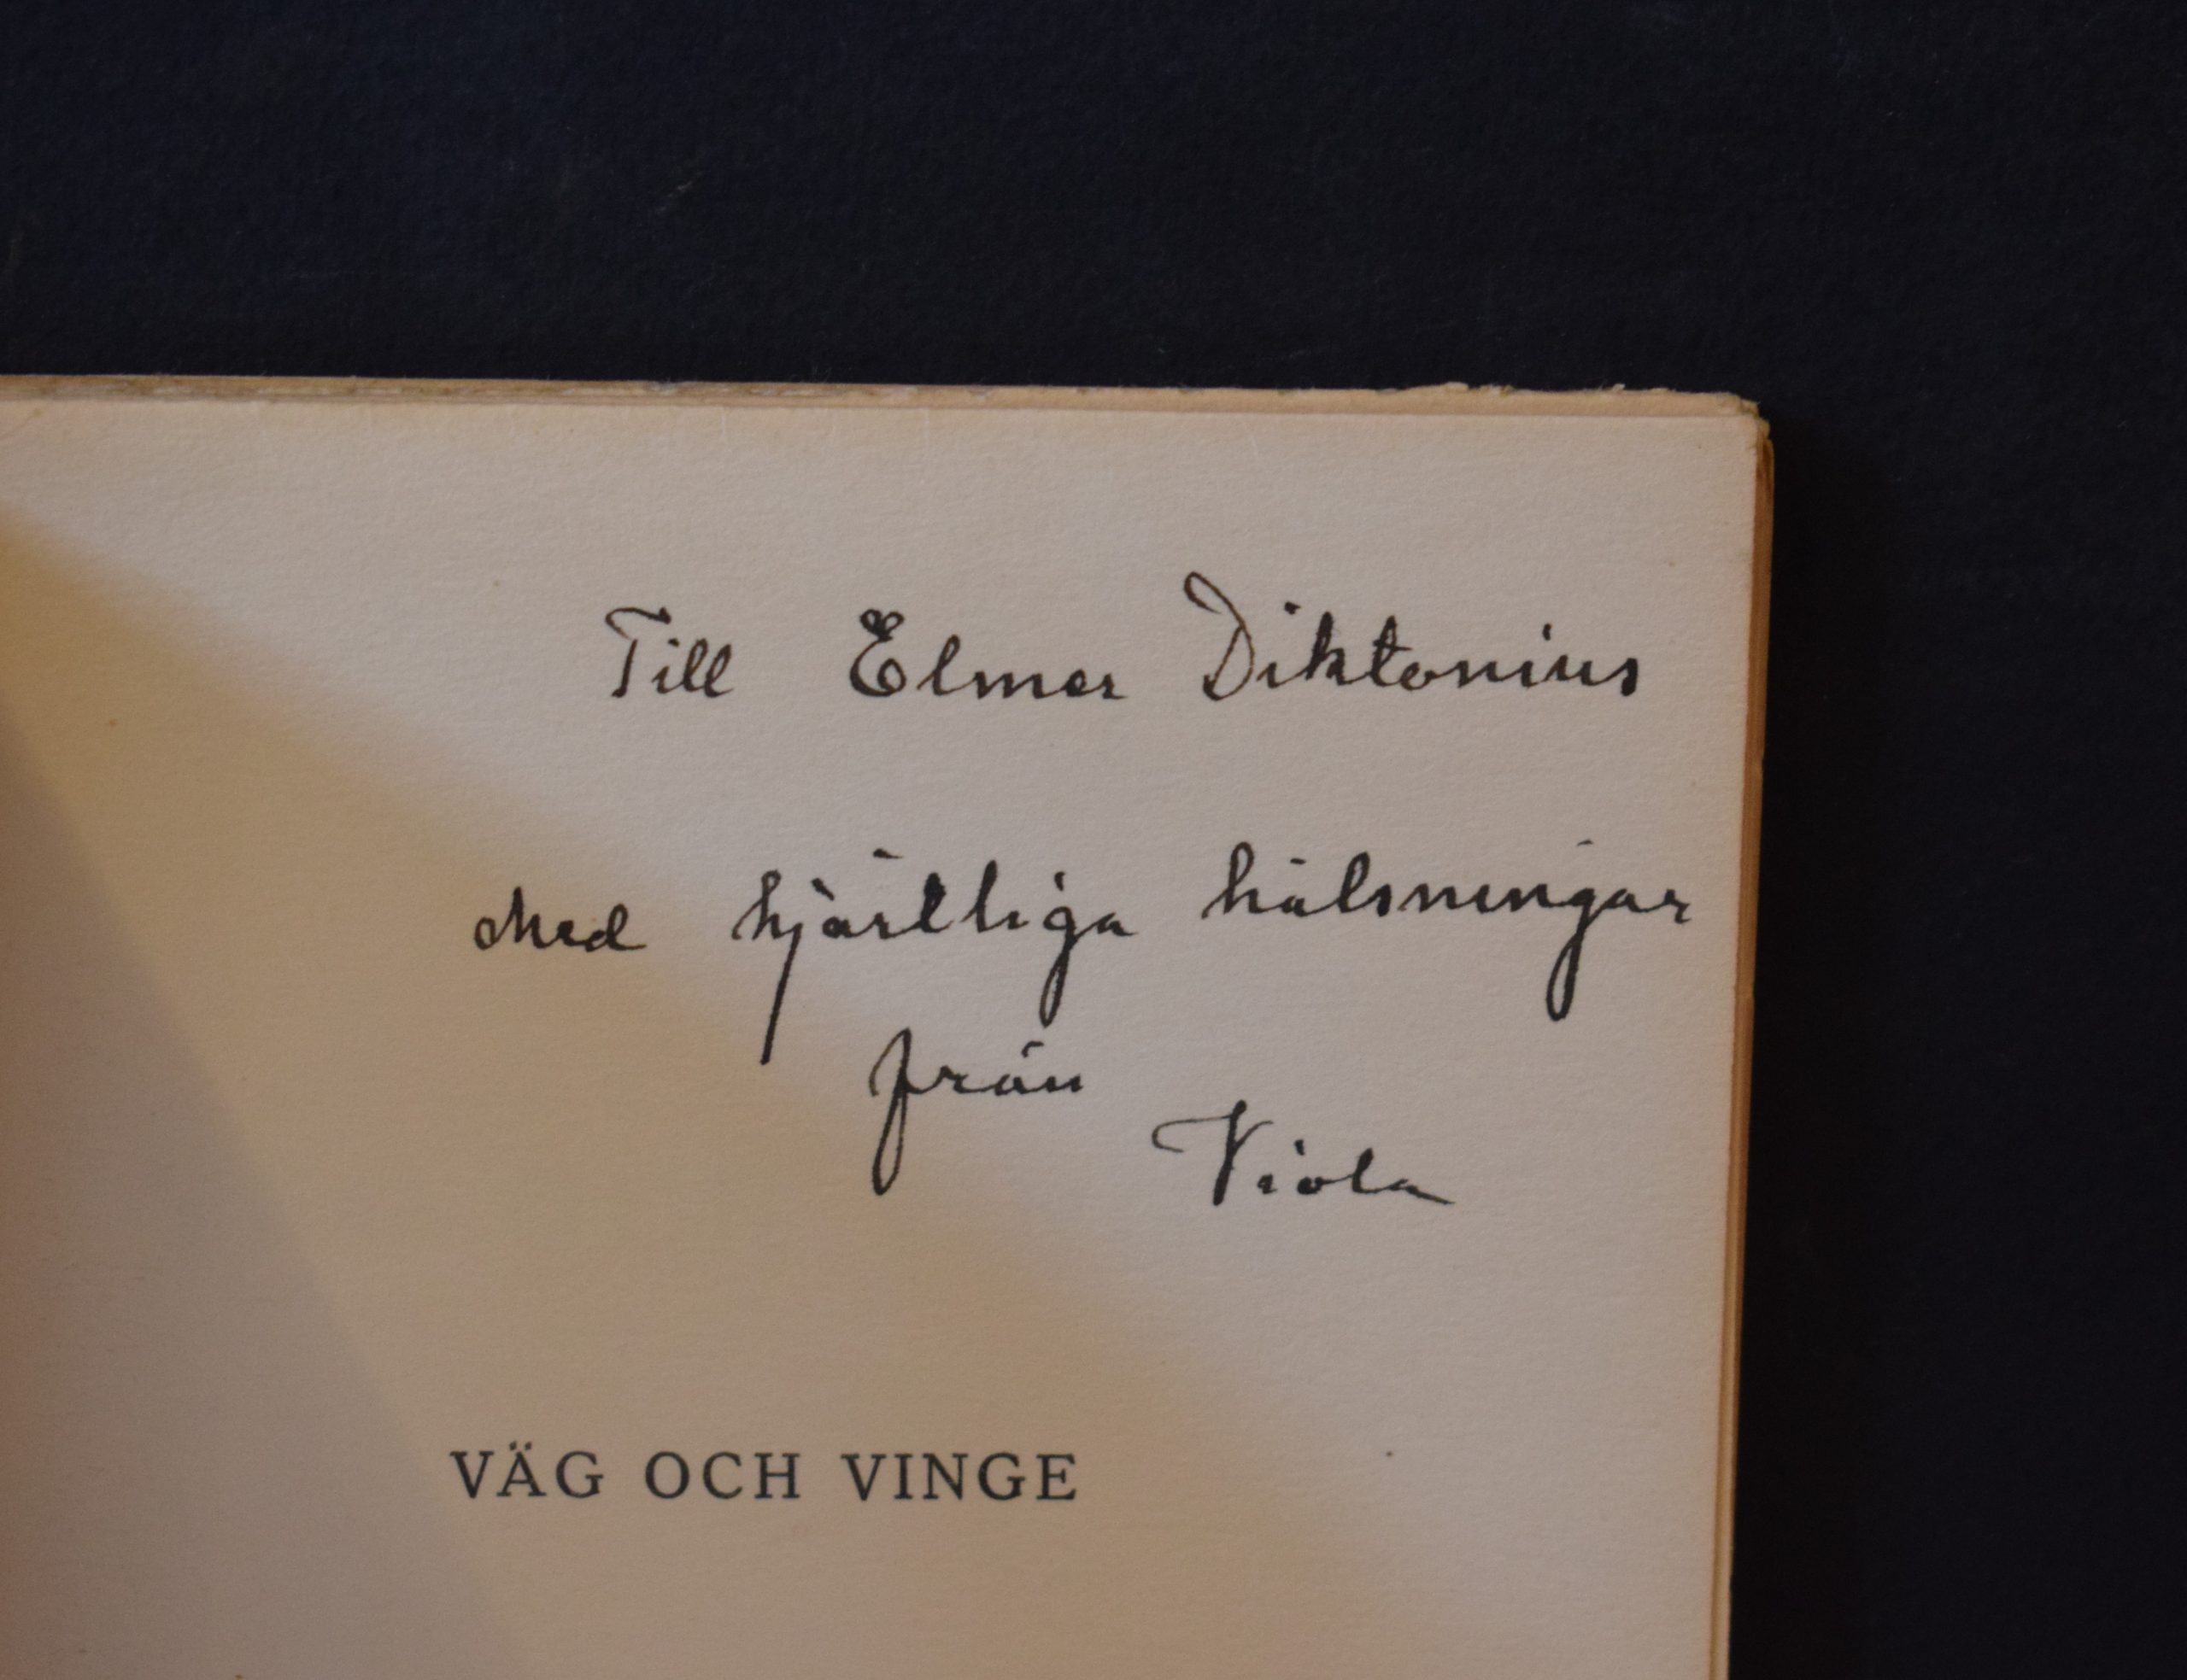 Till Elmer Diktonius
Med hjärtliga hälsningar
från
Viola
VÄG OCH VINGE